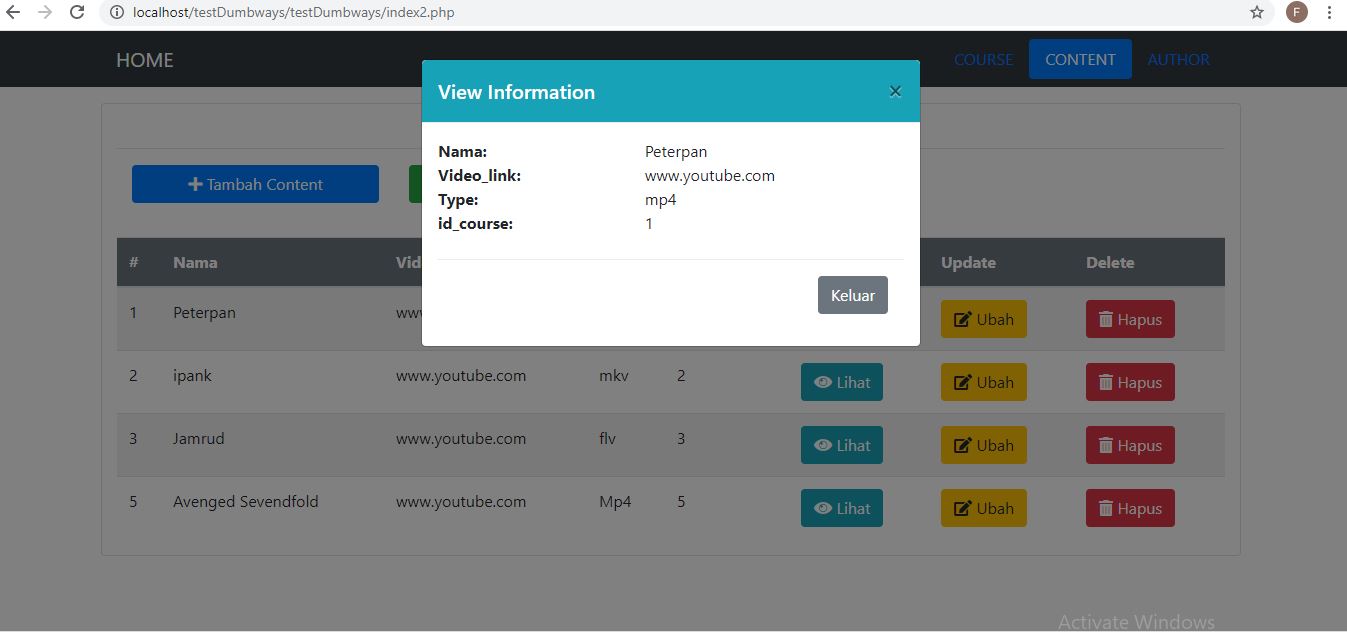 localhost/testDumbways/testDumbways/index2.php
F
HOME
COURSE
CONTENT
AUTHOR
View Information
×
Nama: Peterpan
Video_link: www.youtube.com
Type: mp4
id_course: 1
Keluar
Tambah Content
# Nama Vid Update Delete
1 Peterpan www Ubah Hapus
2 ipank www.youtube.com mkv 2 Lihat Ubah Hapus
3 Jamrud www.youtube.com flv 3 Lihat Ubah Hapus
5 Avenged Sevendfold www.youtube.com Mp4 5 Lihat Ubah Hapus
Activate Windows